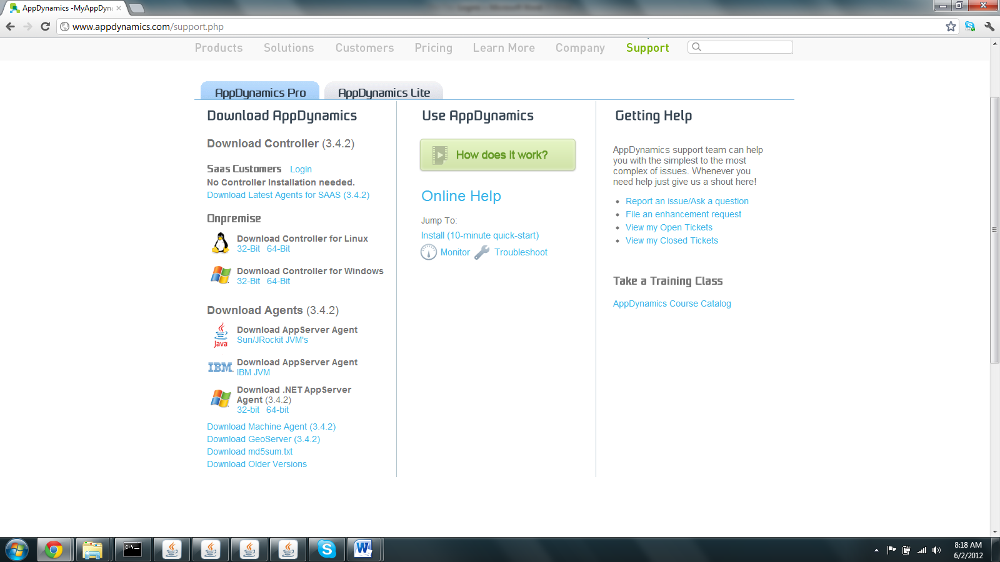 AppDynamics -MyAppDyna
www.appdynamics.com/support.php
Products Solutions Customers Pricing Learn More Company Support
AppDynamics Pro AppDynamics Lite
Download AppDynamics
Download Controller (3.4.2)
Saas Customers Login
No Controller Installation needed.
Download Latest Agents for SAAS (3.4.2)
Onpremise
Download Controller for Linux
32-Bit 64-Bit
Download Controller for Windows
32-Bit 64-Bit
Download Agents (3.4.2)
Java
Download AppServer Agent
Sun/JRockit JVM's
IBM.
Download AppServer Agent
IBM JVM
Download .NET AppServer
Agent (3.4.2)
32-bit 64-bit
Download Machine Agent (3.4.2)
Download GeoServer (3.4.2)
Download md5sum.txt
Download Older Versions
Use AppDynamics
How does it work?
Online Help
Jump To:
Install (10-minute quick-start)
Monitor Troubleshoot
Getting Help
AppDynamics support team can help
you with the simplest to the most
complex of issues. Whenever you
need help just give us a shout here!
Report an issue/Ask a question
File an enhancement request
View my Open Tickets
View my Closed Tickets
Take a Training Class
AppDynamics Course Catalog
C:\
S
W
8:18 AM
6/2/2012